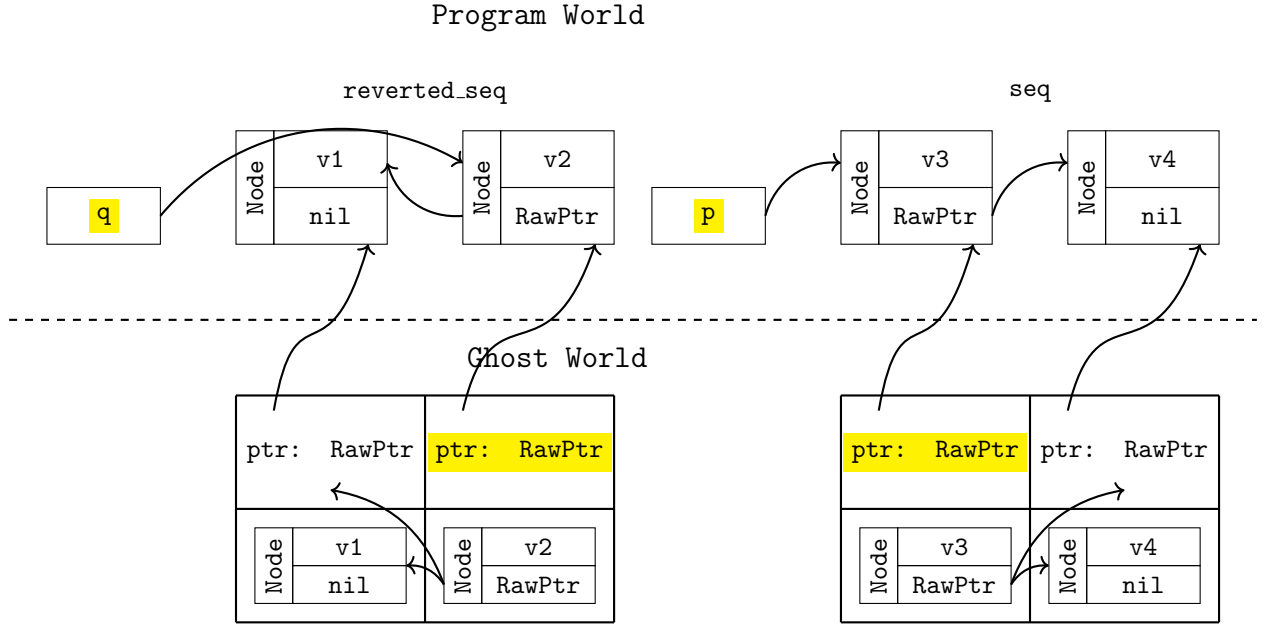 Program World
reverted_seq
seq
Node
v1
nil
Node
v2
RawPtr
Node
v3
RawPtr
Node
v4
nil
q
p
Ghost World
ptr: RawPtr
ptr: RawPtr
ptr: RawPtr
ptr: RawPtr
Node
v1
nil
Node
v2
RawPtr
Node
v3
RawPtr
Node
v4
nil